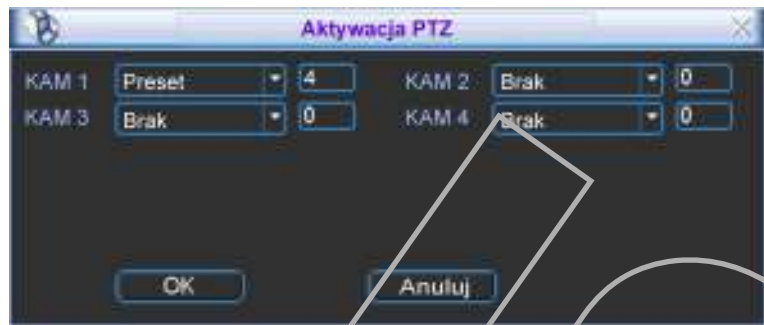 Aktywacja PTZ
KAM 1 Preset 4 KAM 2 Brak 0
KAM 3 Brak 0 KAM 4 Brak 0
OK Anuluj